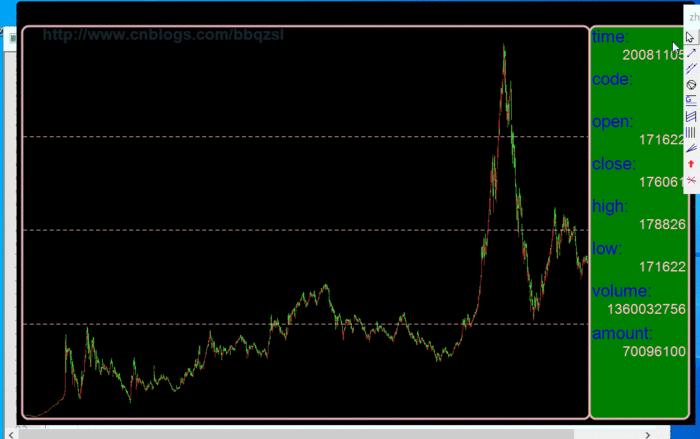 http://www.cnblogs.com/bbqzsl
zh
time:
20081105
code:
open:
171622
close:
176061
high:
178826
low:
171622
volume:
1360032756
amount:
70096100